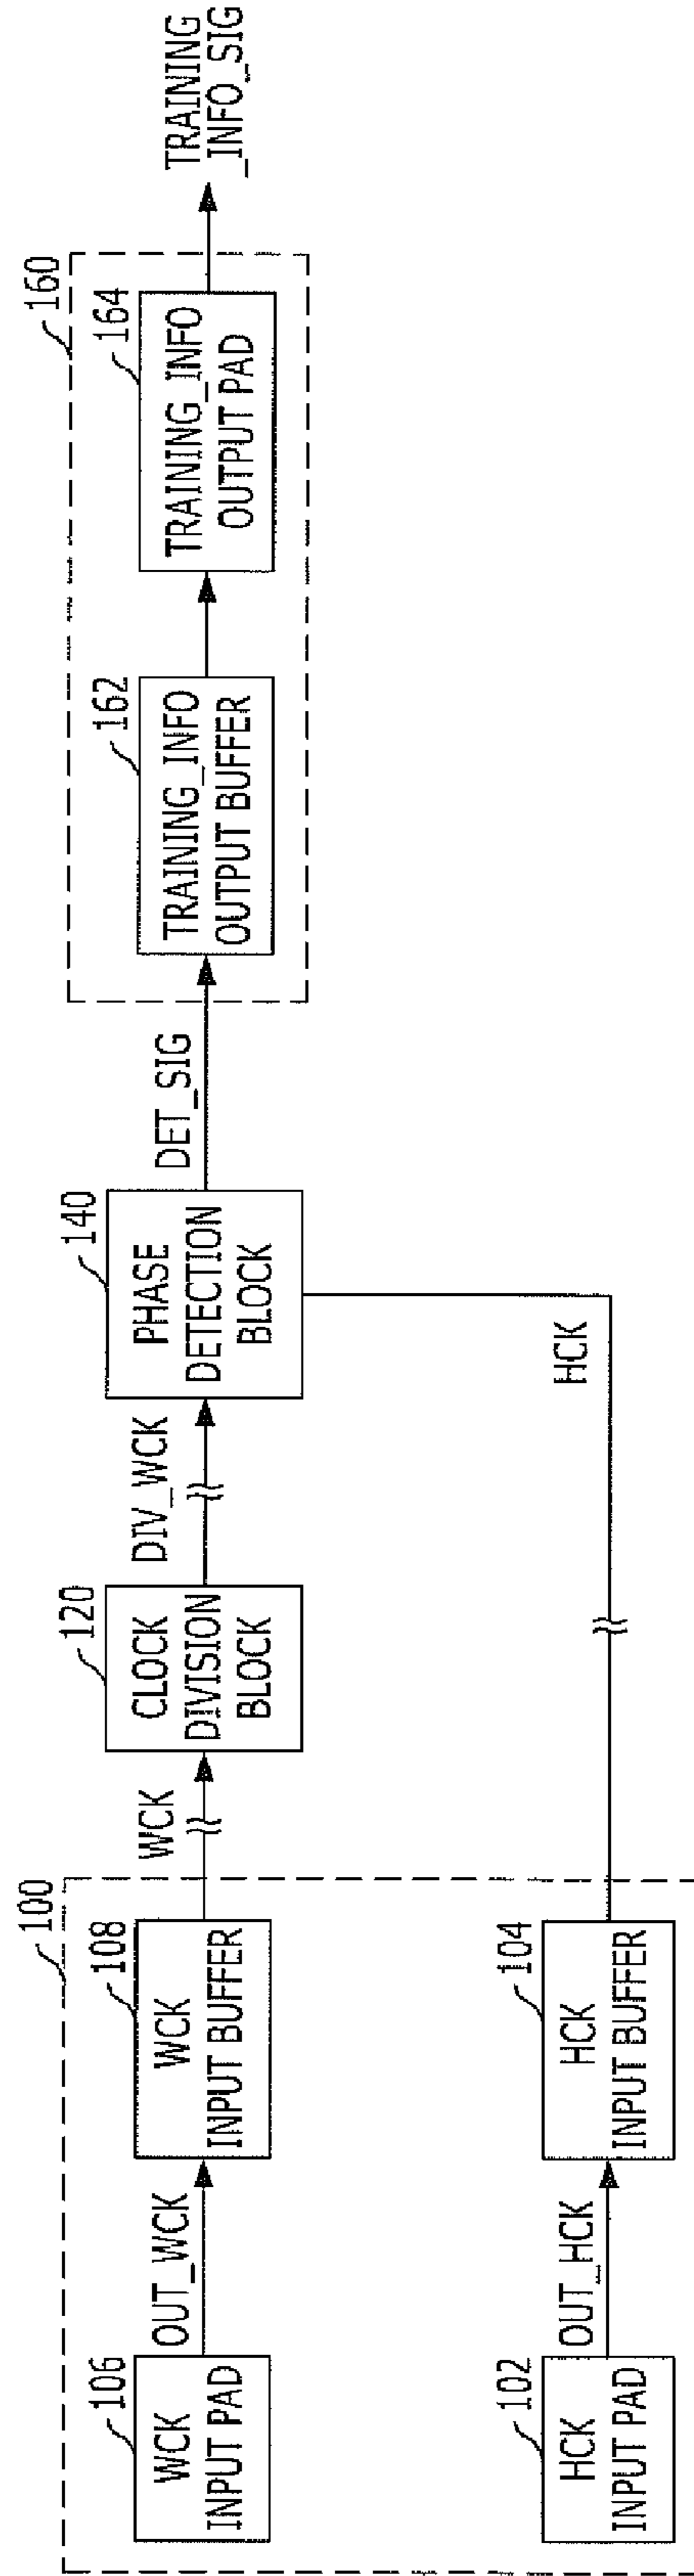 100
106
WCK
INPUT PAD
OUT_WCK
108
WCK
INPUT BUFFER
WCK
120
CLOCK
DIVISION
BLOCK
DIV_WCK
140
PHASE
DETECTION
BLOCK
DET_SIG
160
162
TRAINING_INFO
OUTPUT BUFFER
164
TRAINING_INFO
OUTPUT PAD
TRAINING
_INFO_SIG
102
HCK
INPUT PAD
OUT_HCK
104
HCK
INPUT BUFFER
HCK